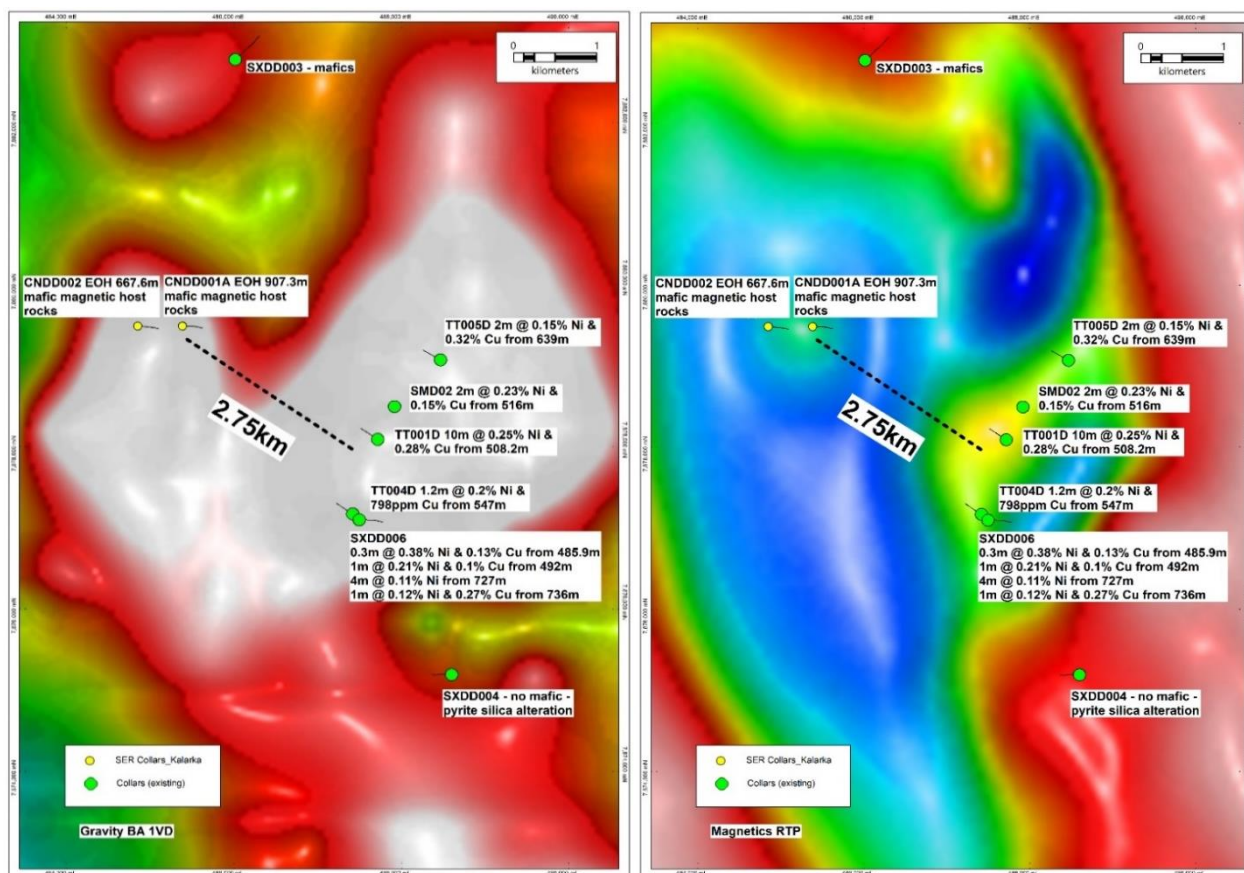 0 1
kilometers
SXDD003 - mafics
CNDD002 EOH 667.6m
mafic magnetic host
rocks
CNDD001A EOH 907.3m
mafic magnetic host
rocks
TT005D 2m @ 0.15% Ni &
0.32% Cu from 639m
SMD02 2m @ 0.23% Ni &
0.15% Cu from 516m
2.75km
TT001D 10m @ 0.25% Ni &
0.28% Cu from 508.2m
TT004D 1.2m @ 0.2% Ni &
798ppm Cu from 547m
SXDD006
0.3m @ 0.38% Ni & 0.13% Cu from 485.9m
1m @ 0.21% Ni & 0.1% Cu from 492m
4m @ 0.11% Ni from 727m
1m @ 0.12% Ni & 0.27% Cu from 736m
SXDD004 - no mafic -
pyrite silica alteration
SER Collars_Kalarka
Collars (existing)
Gravity BA 1VD
0 1
kilometers
SXDD003 - mafics
CNDD002 EOH 667.6m
mafic magnetic host
rocks
CNDD001A EOH 907.3m
mafic magnetic host
rocks
TT005D 2m @ 0.15% Ni &
0.32% Cu from 639m
SMD02 2m @ 0.23% Ni &
0.15% Cu from 516m
2.75km
TT001D 10m @ 0.25% Ni &
0.28% Cu from 508.2m
TT004D 1.2m @ 0.2% Ni &
798ppm Cu from 547m
SXDD006
0.3m @ 0.38% Ni & 0.13% Cu from 485.9m
1m @ 0.21% Ni & 0.1% Cu from 492m
4m @ 0.11% Ni from 727m
1m @ 0.12% Ni & 0.27% Cu from 736m
SXDD004 - no mafic -
pyrite silica alteration
SER Collars_Kalarka
Collars (existing)
Magnetics RTP